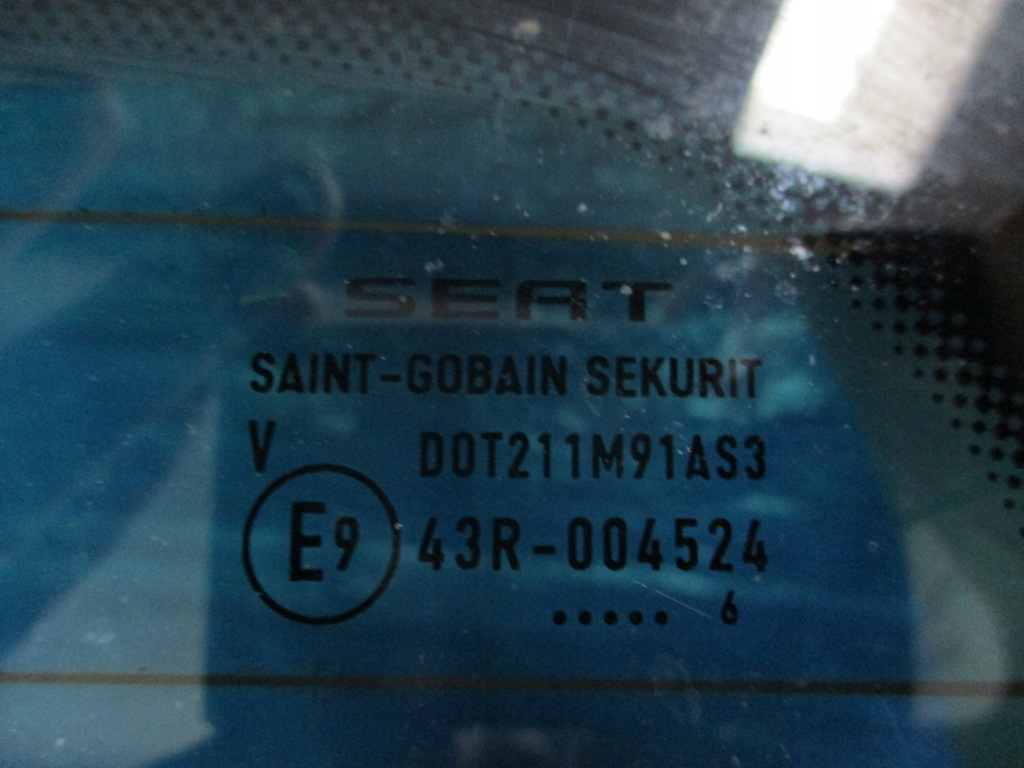 SEAT
SAINT-GOBAIN SEKURIT
V DOT211M91AS3
E9 43R-004524
..... 6